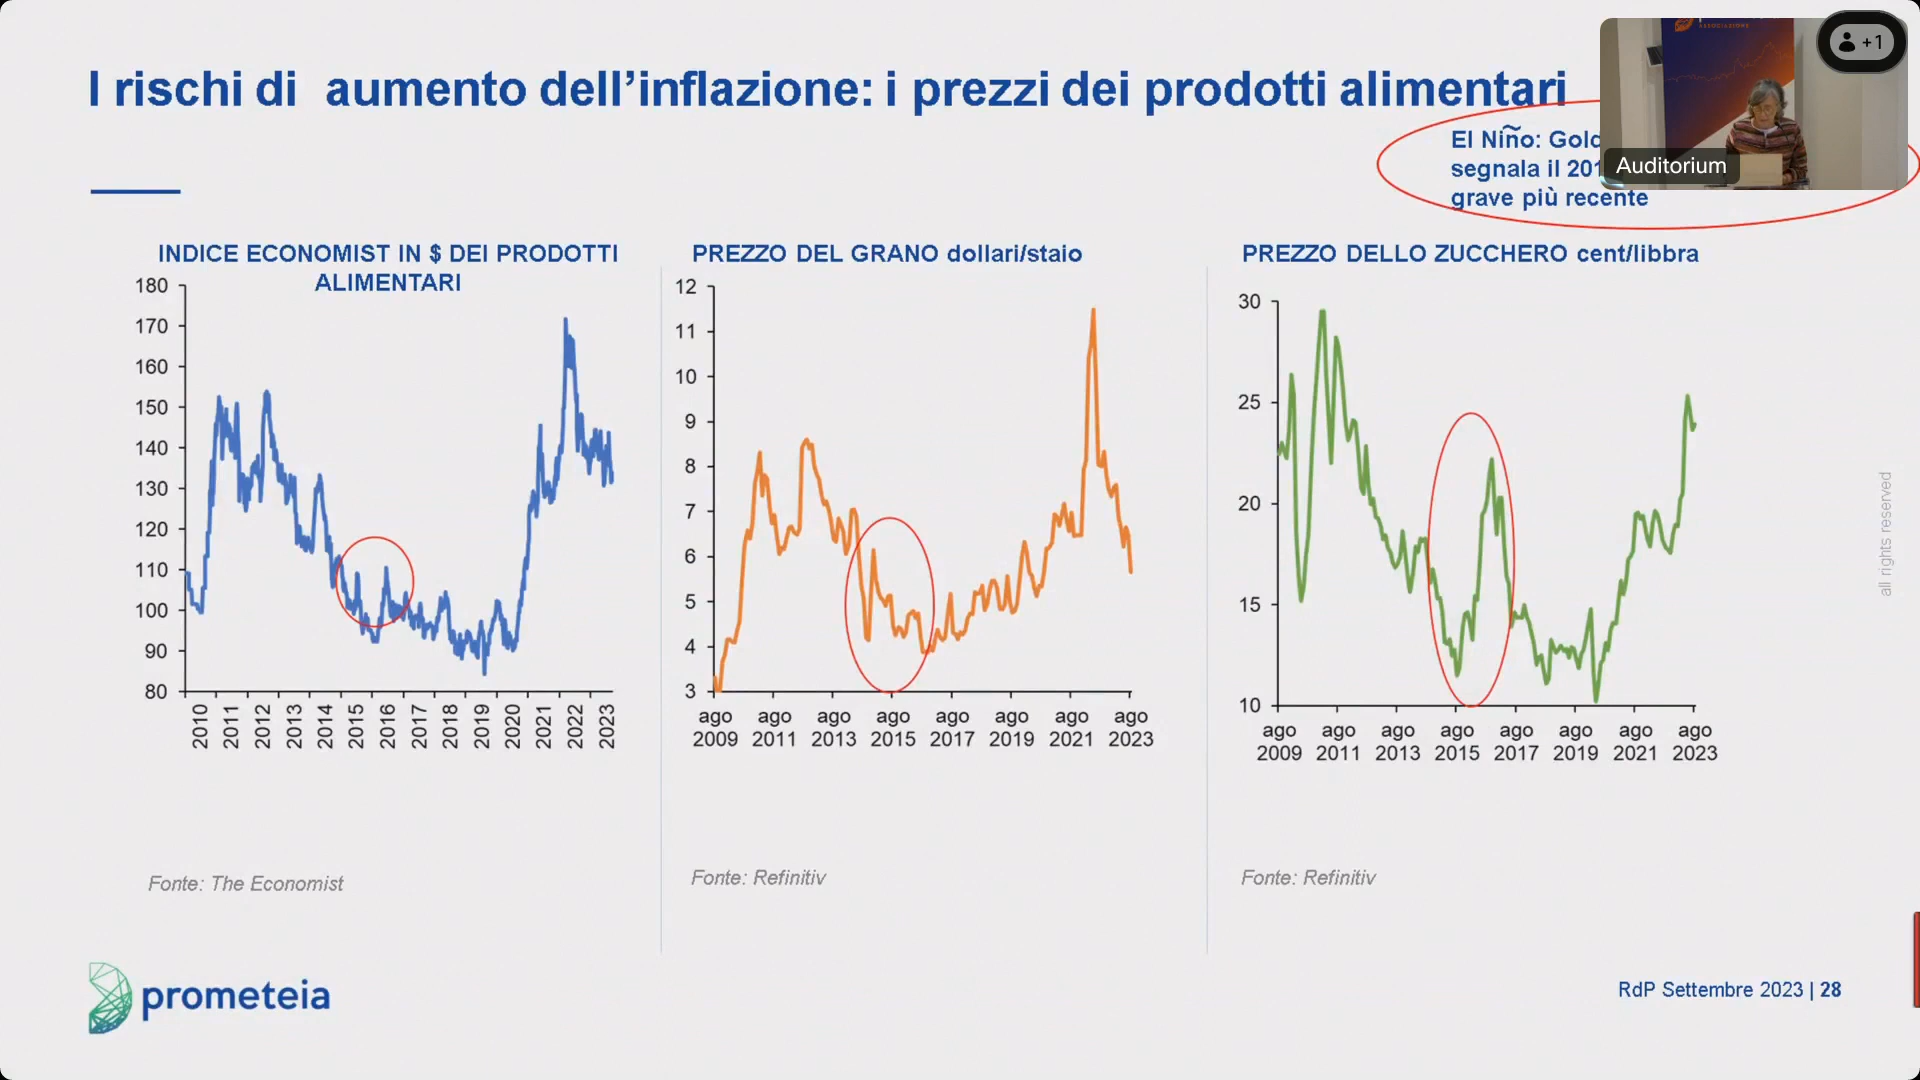 I rischi di aumento dell'inflazione: i prezzi dei prodotti alimentari
+1
Auditorium
El Niño:
segnala il
grave più recente
INDICE ECONOMIST IN $ DEI PRODOTTI
ALIMENTARI
180
170
160
150
140
130
120
110
100
90
80
2010
2011
2012
2013
2014
2015
2016
2017
2018
2019
2020
2021
2022
2023
Fonte: The Economist
PREZZO DEL GRANO dollari/staio
12
11
10
9
8
7
6
5
4
3
ago ago ago ago ago ago ago ago
2009 2011 2013 2015 2017 2019 2021 2023
Fonte: Refinitiv
PREZZO DELLO ZUCCHERO cent/libbra
30
25
20
15
10
ago ago ago ago ago ago ago ago
2009 2011 2013 2015 2017 2019 2021 2023
Fonte: Refinitiv
all rights reserved
prometeia
RdP Settembre 2023 | 28